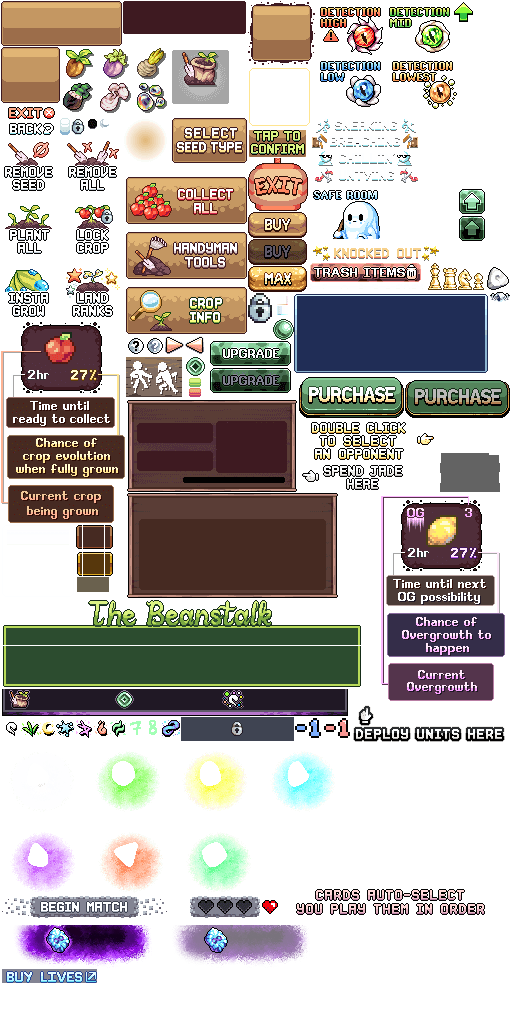 DETECTION
HIGH
DETECTION
MID
DETECTION
LOW
DETECTION
LOWEST
EXIT
BACK?
SELECT
SEED TYPE
TAP TO
CONFIRM
SNEAKING
BREACHING
CHILLIN'
UNTYING
REMOVE
SEED
REMOVE
ALL
COLLECT
ALL
EXIT
SAFE ROOM
PLANT
ALL
LOCK
CROP
HANDYMAN
TOOLS
BUY
BUY
KNOCKED OUT
MAX
TRASH ITEMS
INSTA
GROW
LAND
RANKS
CROP
INFO
UPGRADE
UPGRADE
2hr 27%
Time until
ready to collect
Chance of
crop evolution
when fully grown
Current crop
being grown
PURCHASE
PURCHASE
DOUBLE CLICK
TO SELECT
AN OPPONENT
SPEND JADE
HERE
OG 3
2hr 27%
Time until next
OG possibility
Chance of
Overgrowth to
happen
Current
Overgrowth
The Beanstalk
7 8
-1 -1
DEPLOY UNITS HERE
BEGIN MATCH
CARDS AUTO-SELECT
YOU PLAY THEM IN ORDER
BUY LIVES